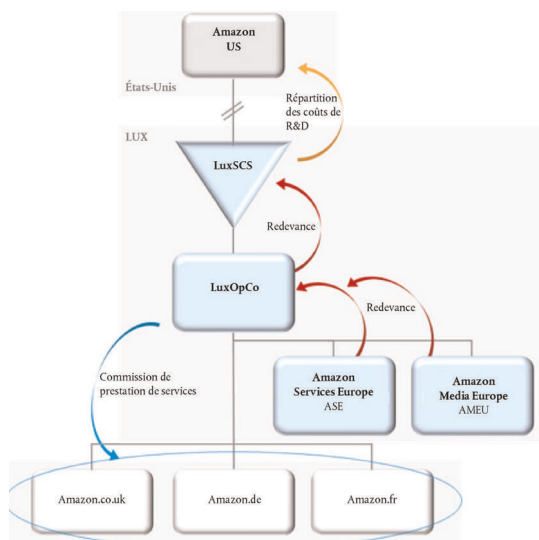 Amazon
US
États-Unis
Répartition
des coûts de
R&D
LUX
LuxSCS
Redevance
LuxOpCo
Redevance
Commission de
prestation de services
Amazon
Services Europe
ASE
Amazon
Media Europe
AMEU
Amazon.co.uk
Amazon.de
Amazon.fr